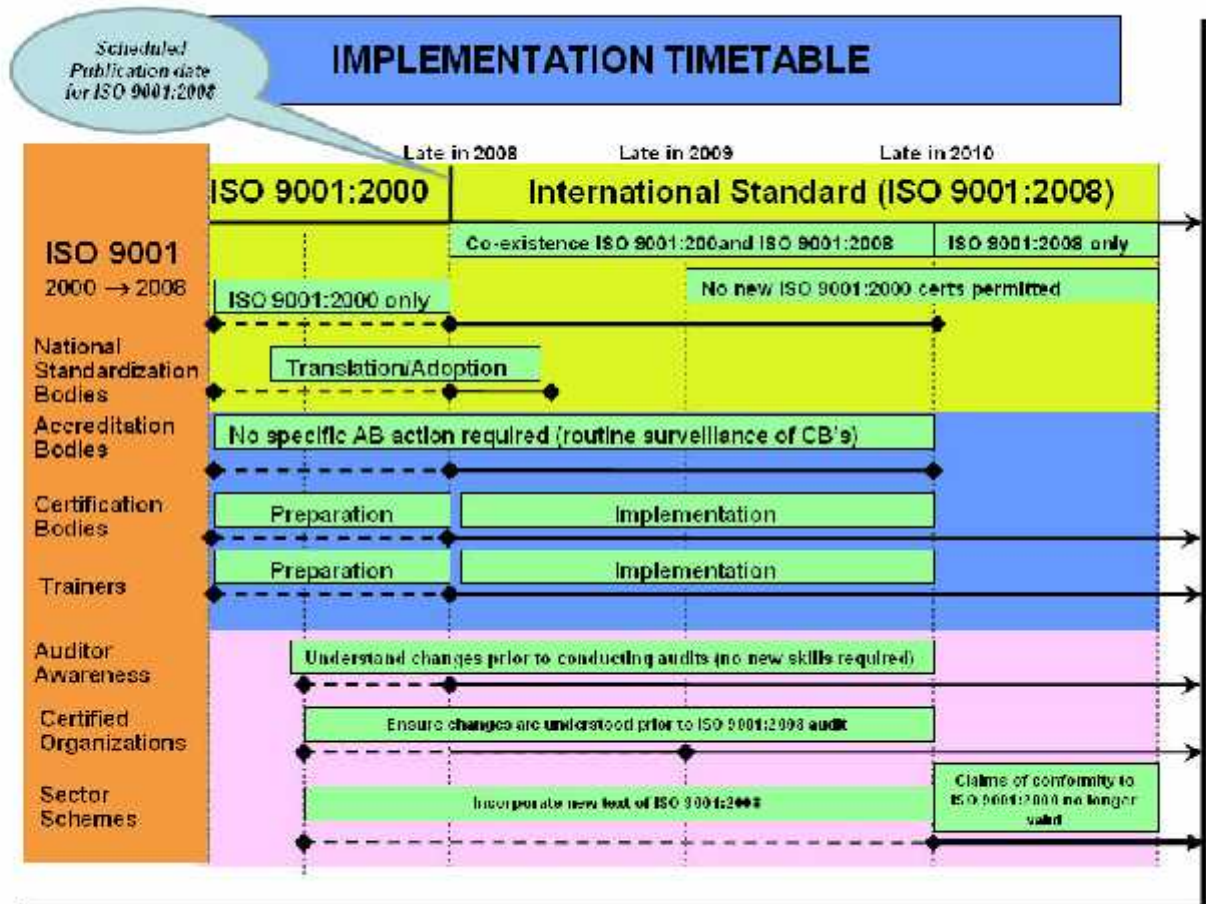 Scheduled
Publication date
for ISO 9001:2008
IMPLEMENTATION TIMETABLE
Late in 2008
Late in 2009
Late in 2010
ISO 9001:2000
International Standard (ISO 9001:2008)
Co-existence ISO 9001:200and ISO 9001:2008
ISO 9001:2008 only
ISO 9001
2000 → 2008
No new ISO 9001:2000 certs permitted
ISO 9001:2000 only
National
Standardization
Bodies
Translation/Adoption
Accreditation
Bodies
No specific AB action required (routine surveillance of CB's)
Certification
Bodies
Preparation
Implementation
Trainers
Preparation
Implementation
Auditor
Awareness
Understand changes prior to conducting audits (no new skills required)
Certified
Organizations
Ensure changes are understood prior to ISO 9001:2008 audit
Sector
Schemes
Incorporate new text of ISO 9001:2008
Claims of conformity to
ISO 9001:2000 no longer
valid